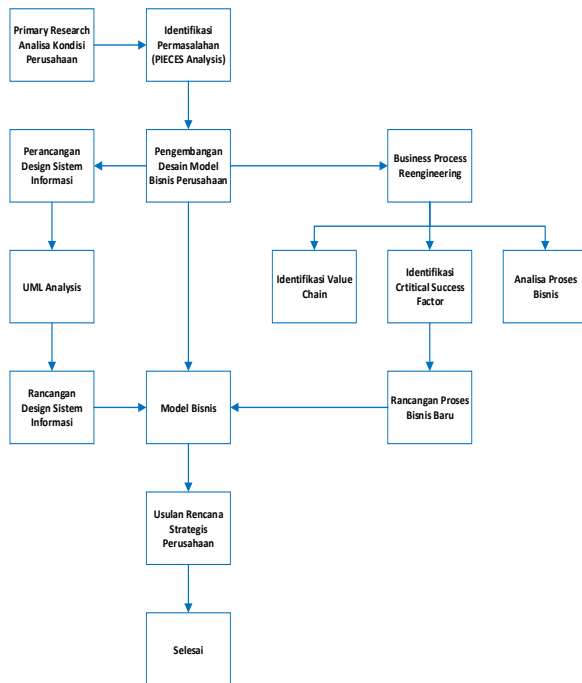 Primary Research
Analisa Kondisi
Perusahaan
Identifikasi
Permasalahan
(PIECES Analysis)
Perancangan
Design Sistem
Informasi
Pengembangan
Desain Model
Bisnis Perusahaan
Business Process
Reengineering
UML Analysis
Identifikasi Value
Chain
Identifikasi
Crtitical Success
Factor
Analisa Proses
Bisnis
Rancangan
Design Sistem
Informasi
Model Bisnis
Rancangan Proses
Bisnis Baru
Usulan Rencana
Strategis
Perusahaan
Selesai